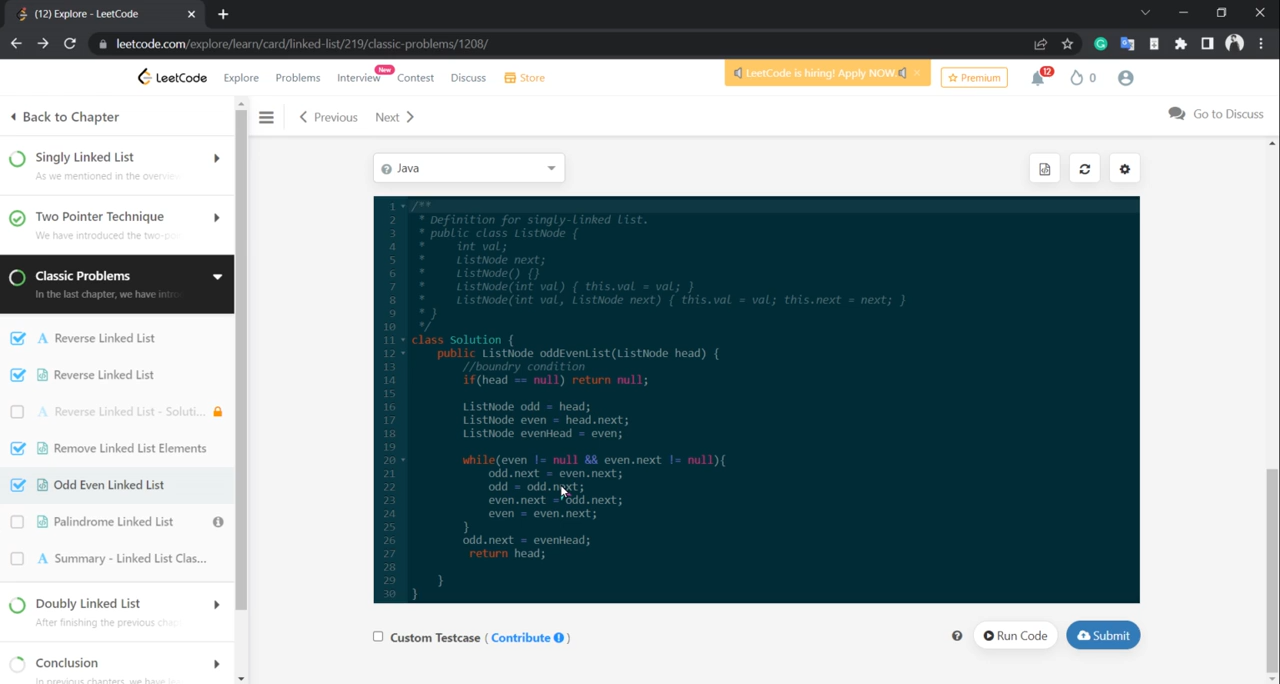 (12) Explore - LeetCode
leetcode.com/explore/learn/card/linked-list/219/classic-problems/1208/
LeetCode Explore Problems Interview New Contest Discuss Store
LeetCode is hiring! Apply NOW.
Premium 12 0
Back to Chapter
Previous Next
Go to Discuss
Singly Linked List
As we mentioned in the overvie
Two Pointer Technique
We have introduced the two-po
Classic Problems
In the last chapter, we have intro
A Reverse Linked List
Reverse Linked List
A Reverse Linked List - Soluti...
Remove Linked List Elements
Odd Even Linked List
Palindrome Linked List
A Summary - Linked List Clas...
Doubly Linked List
After finishing the previous chap
Conclusion
In previous chapters, we have le
Java
1 /**
2 * Definition for singly-linked list.
3 * public class ListNode {
4 * int val;
5 * ListNode next;
6 * ListNode() {}
7 * ListNode(int val) { this.val = val; }
8 * ListNode(int val, ListNode next) { this.val = val; this.next = next; }
9 * }
10 */
11 class Solution {
12 public ListNode oddEvenList(ListNode head) {
13 //boundry condition
14 if(head == null) return null;
15
16 ListNode odd = head;
17 ListNode even = head.next;
18 ListNode evenHead = even;
19
20 while(even != null && even.next != null){
21 odd.next = even.next;
22 odd = odd.next;
23 even.next = odd.next;
24 even = even.next;
25 }
26 odd.next = evenHead;
27 return head;
28
29 }
30 }
Custom Testcase ( Contribute )
Run Code
Submit